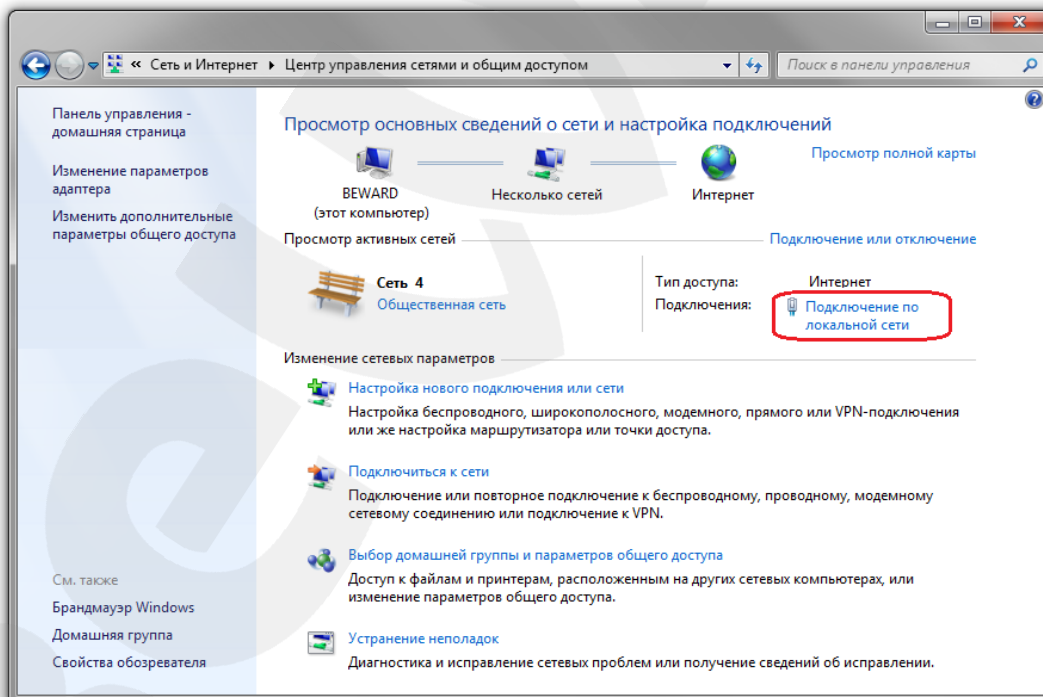 « Сеть и Интернет ▸ Центр управления сетями и общим доступом
Поиск в панели управления
Панель управления -
домашняя страница
Изменение параметров
адаптера
Изменить дополнительные
параметры общего доступа
Просмотр основных сведений о сети и настройка подключений
Просмотр полной карты
BEWARD
(этот компьютер)
Несколько сетей
Интернет
Просмотр активных сетей
Подключение или отключение
Сеть 4
Общественная сеть
Тип доступа: Интернет
Подключения: Подключение по
локальной сети
Изменение сетевых параметров
Настройка нового подключения или сети
Настройка беспроводного, широкополосного, модемного, прямого или VPN-подключения
или же настройка маршрутизатора или точки доступа.
Подключиться к сети
Подключение или повторное подключение к беспроводному, проводному, модемному
сетевому соединению или подключение к VPN.
Выбор домашней группы и параметров общего доступа
Доступ к файлам и принтерам, расположенным на других сетевых компьютерах, или
изменение параметров общего доступа.
Устранение неполадок
Диагностика и исправление сетевых проблем или получение сведений об исправлении.
См. также
Брандмауэр Windows
Домашняя группа
Свойства обозревателя